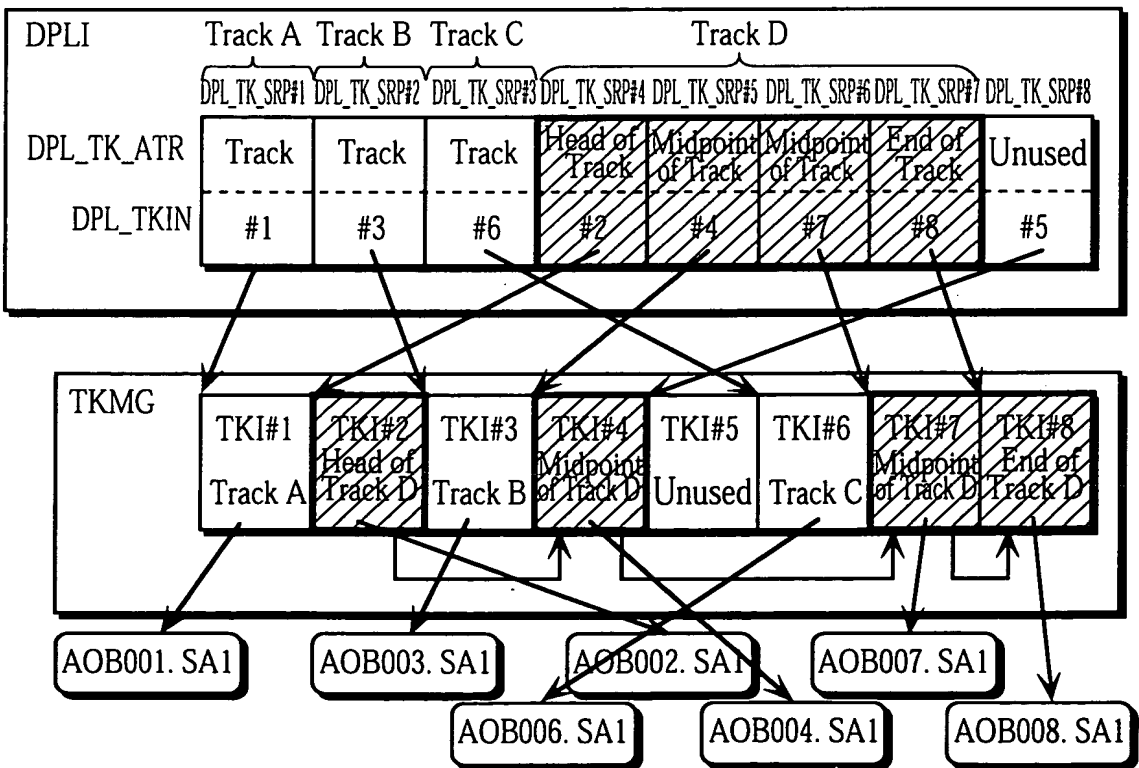 DPLI Track A Track B Track C Track D
DPL_TK_SRP#1 DPL_TK_SRP#2 DPL_TK_SRP#3 DPL_TK_SRP#4 DPL_TK_SRP#5 DPL_TK_SRP#6 DPL_TK_SRP#7 DPL_TK_SRP#8
DPL_TK_ATR Track Track Track Head of Track Midpoint of Track Midpoint of Track End of Track Unused
DPL_TKIN #1 #3 #6 #2 #4 #7 #8 #5
TKMG
TKI#1 TKI#2 TKI#3 TKI#4 TKI#5 TKI#6 TKI#7 TKI#8
Track A Head of Track D Track B Midpoint of Track D Unused Track C Midpoint of Track D End of Track D
AOB001. SA1 AOB003. SA1 AOB002. SA1 AOB007. SA1
AOB006. SA1 AOB004. SA1 AOB008. SA1